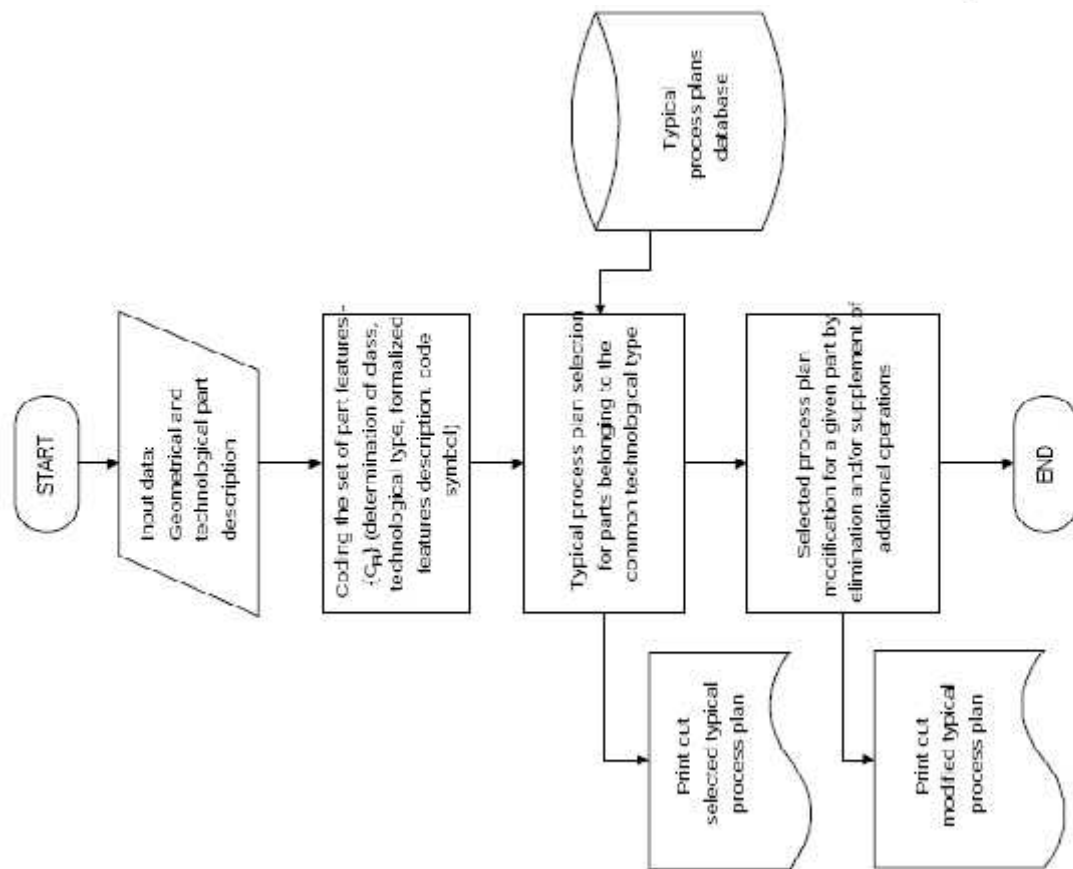 START
Input data:
Geometrical and
technological part
description
Coding the set of part features -
{C_R} (determination of class,
technological type, formalized
features description, code
symbol)
Typical process plan selection
for parts belonging to the
common technological type
Typical
process plans
database
Print out
selected typical
process plan
Selected process plan
modification for a given part by
elimination and/or supplement of
additional operations
Print out
modified typical
process plan
END